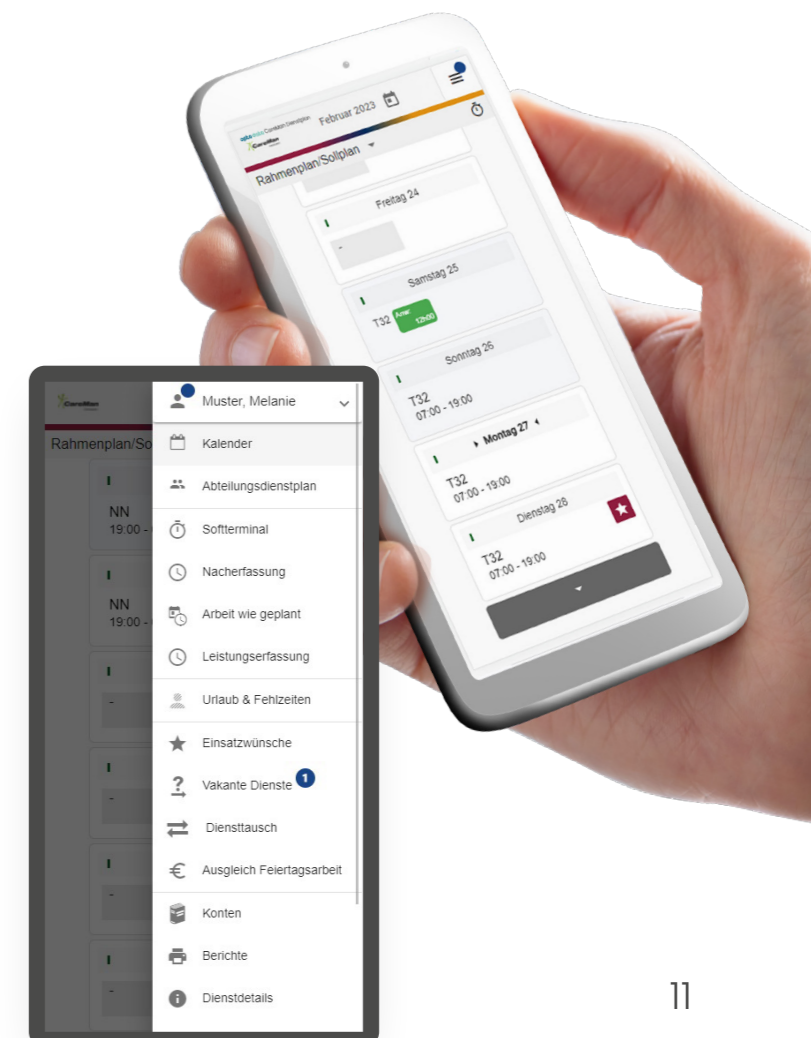 Februar 2023
CareMan
Rahmenplan/Sollplan
Freitag 24
-
Samstag 25
T32
12h00
Sonntag 26
T32
07:00 - 19:00
Montag 27
T32
07:00 - 19:00
Dienstag 28
T32
07:00 - 19:00
CareMan
Rahmenplan/So
NN
19:00 -
NN
19:00 -
-
-
-
-
Muster, Melanie
Kalender
Abteilungsdienstplan
Softterminal
Nacherfassung
Arbeit wie geplant
Leistungserfassung
Urlaub & Fehlzeiten
Einsatzwünsche
Vakante Dienste 1
Diensttausch
Ausgleich Feiertagsarbeit
Konten
Berichte
Dienstdetails
11